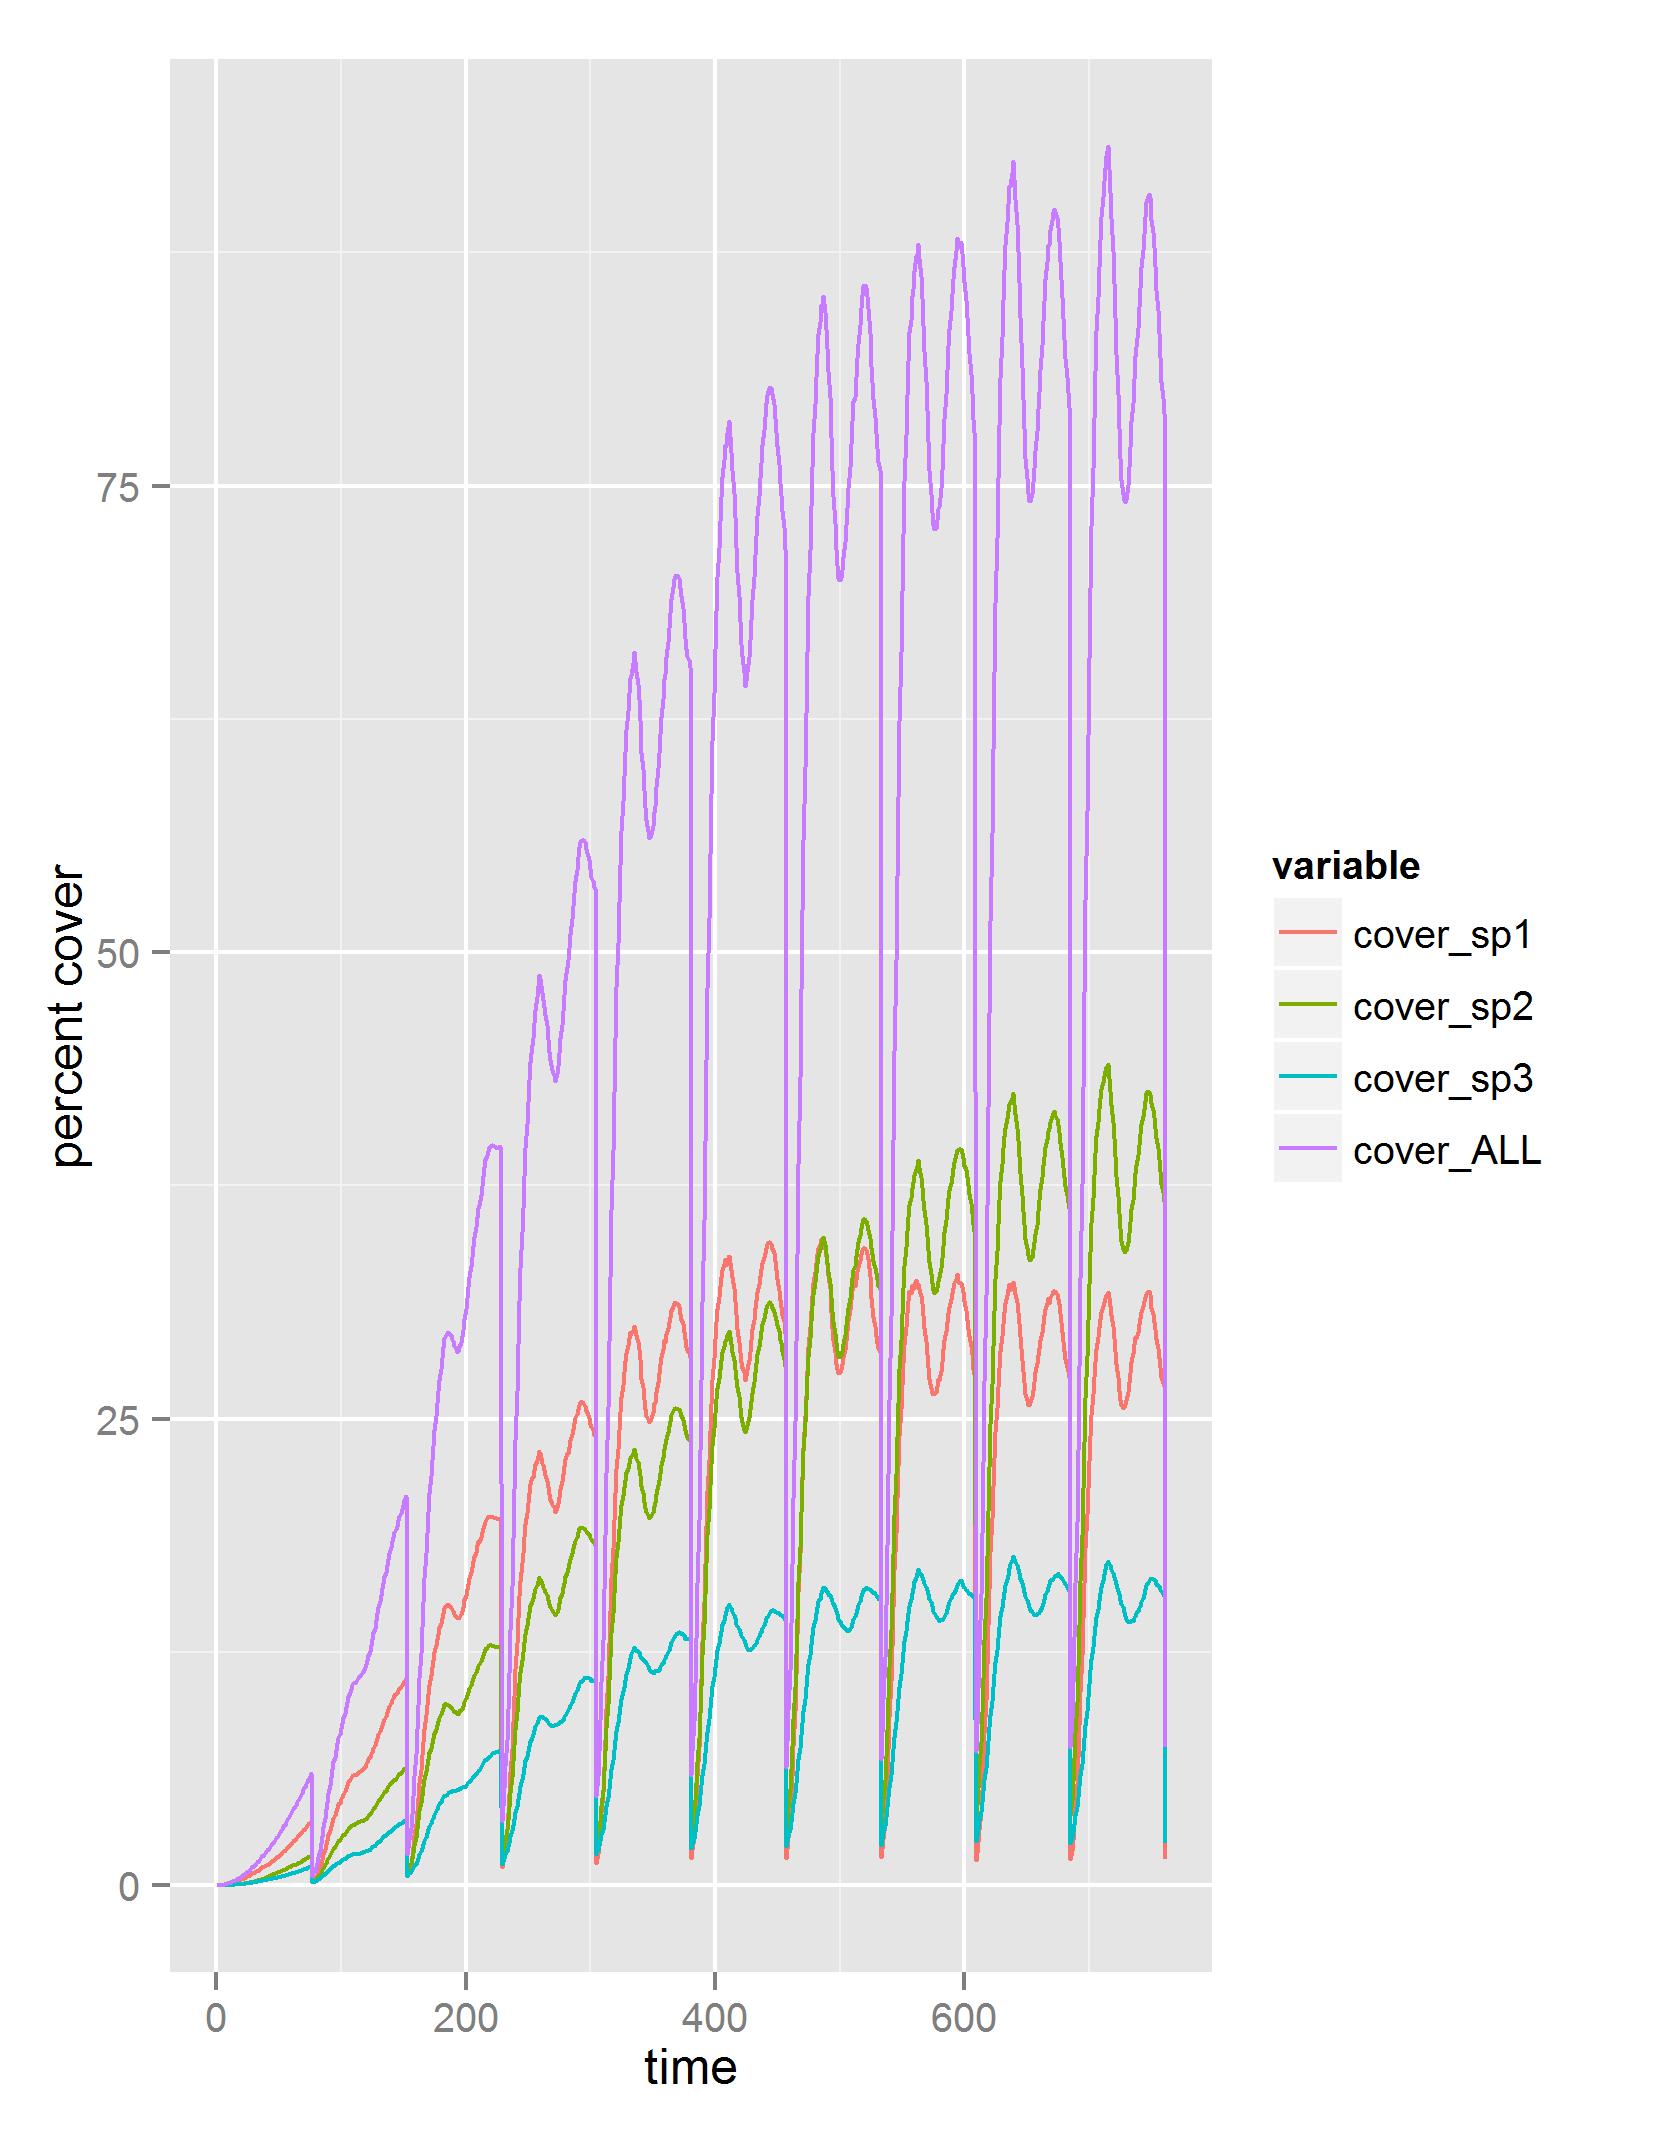 percent cover
75
50
25
0
0 200 400 600
time
variable
cover_sp1
cover_sp2
cover_sp3
cover_ALL